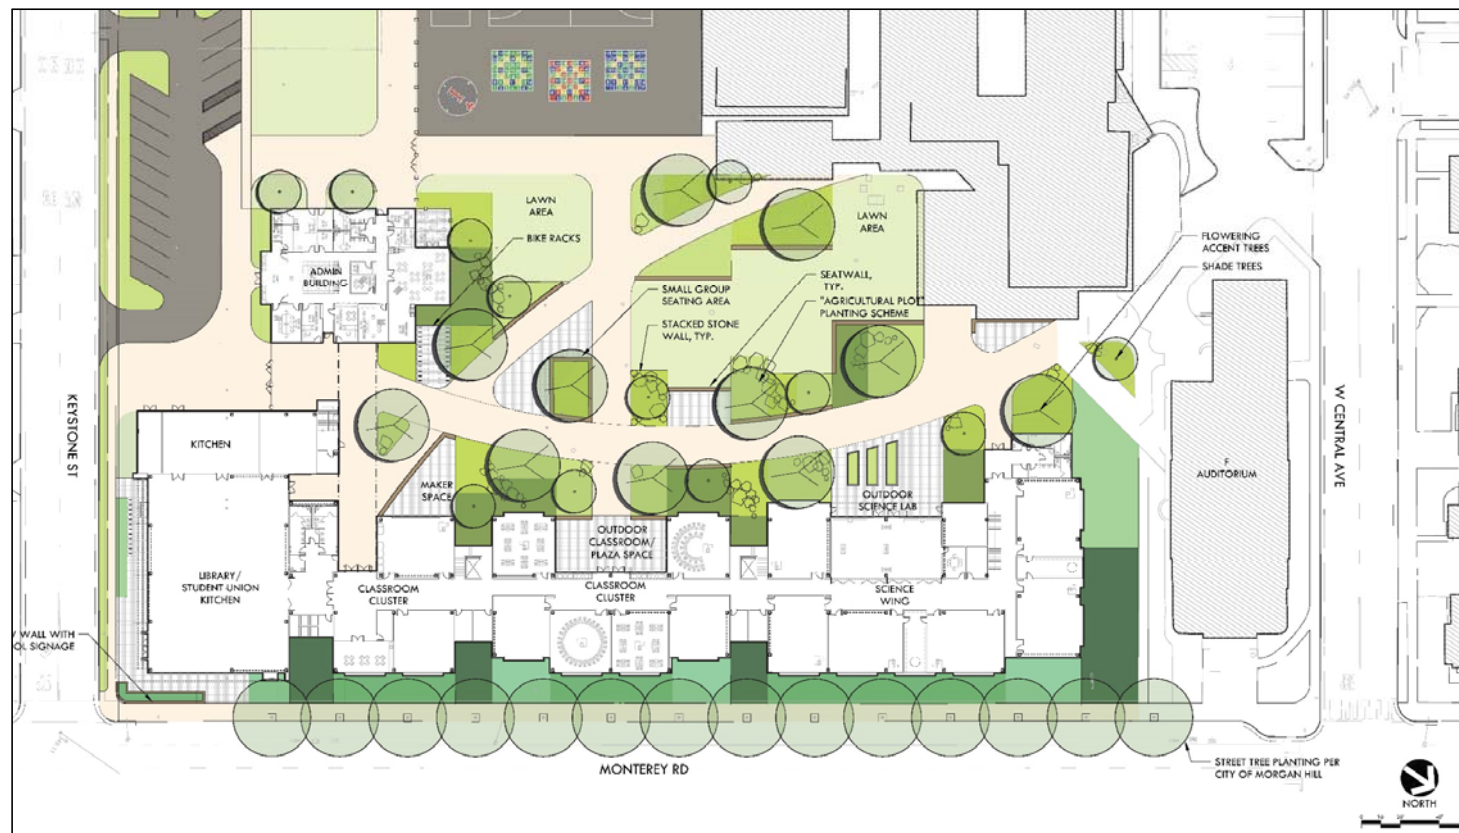 LAWN
AREA
BIKE RACKS
LAWN
AREA
FLOWERING
ACCENT TREES
SHADE TREES
ADMIN
BUILDING
SMALL GROUP
SEATING AREA
SEATWALL,
TYP.
"AGRICULTURAL PLOT"
PLANTING SCHEME
STACKED STONE
WALL, TYP.
KEYSTONE ST
W CENTRAL AVE
KITCHEN
MAKER
SPACE
OUTDOOR
SCIENCE LAB
F
AUDITORIUM
OUTDOOR
CLASSROOM/
PLAZA SPACE
LIBRARY/
STUDENT UNION
KITCHEN
CLASSROOM
CLUSTER
CLASSROOM
CLUSTER
SCIENCE
WING
WALL WITH
SIGNAGE
MONTEREY RD
STREET TREE PLANTING PER
CITY OF MORGAN HILL
NORTH